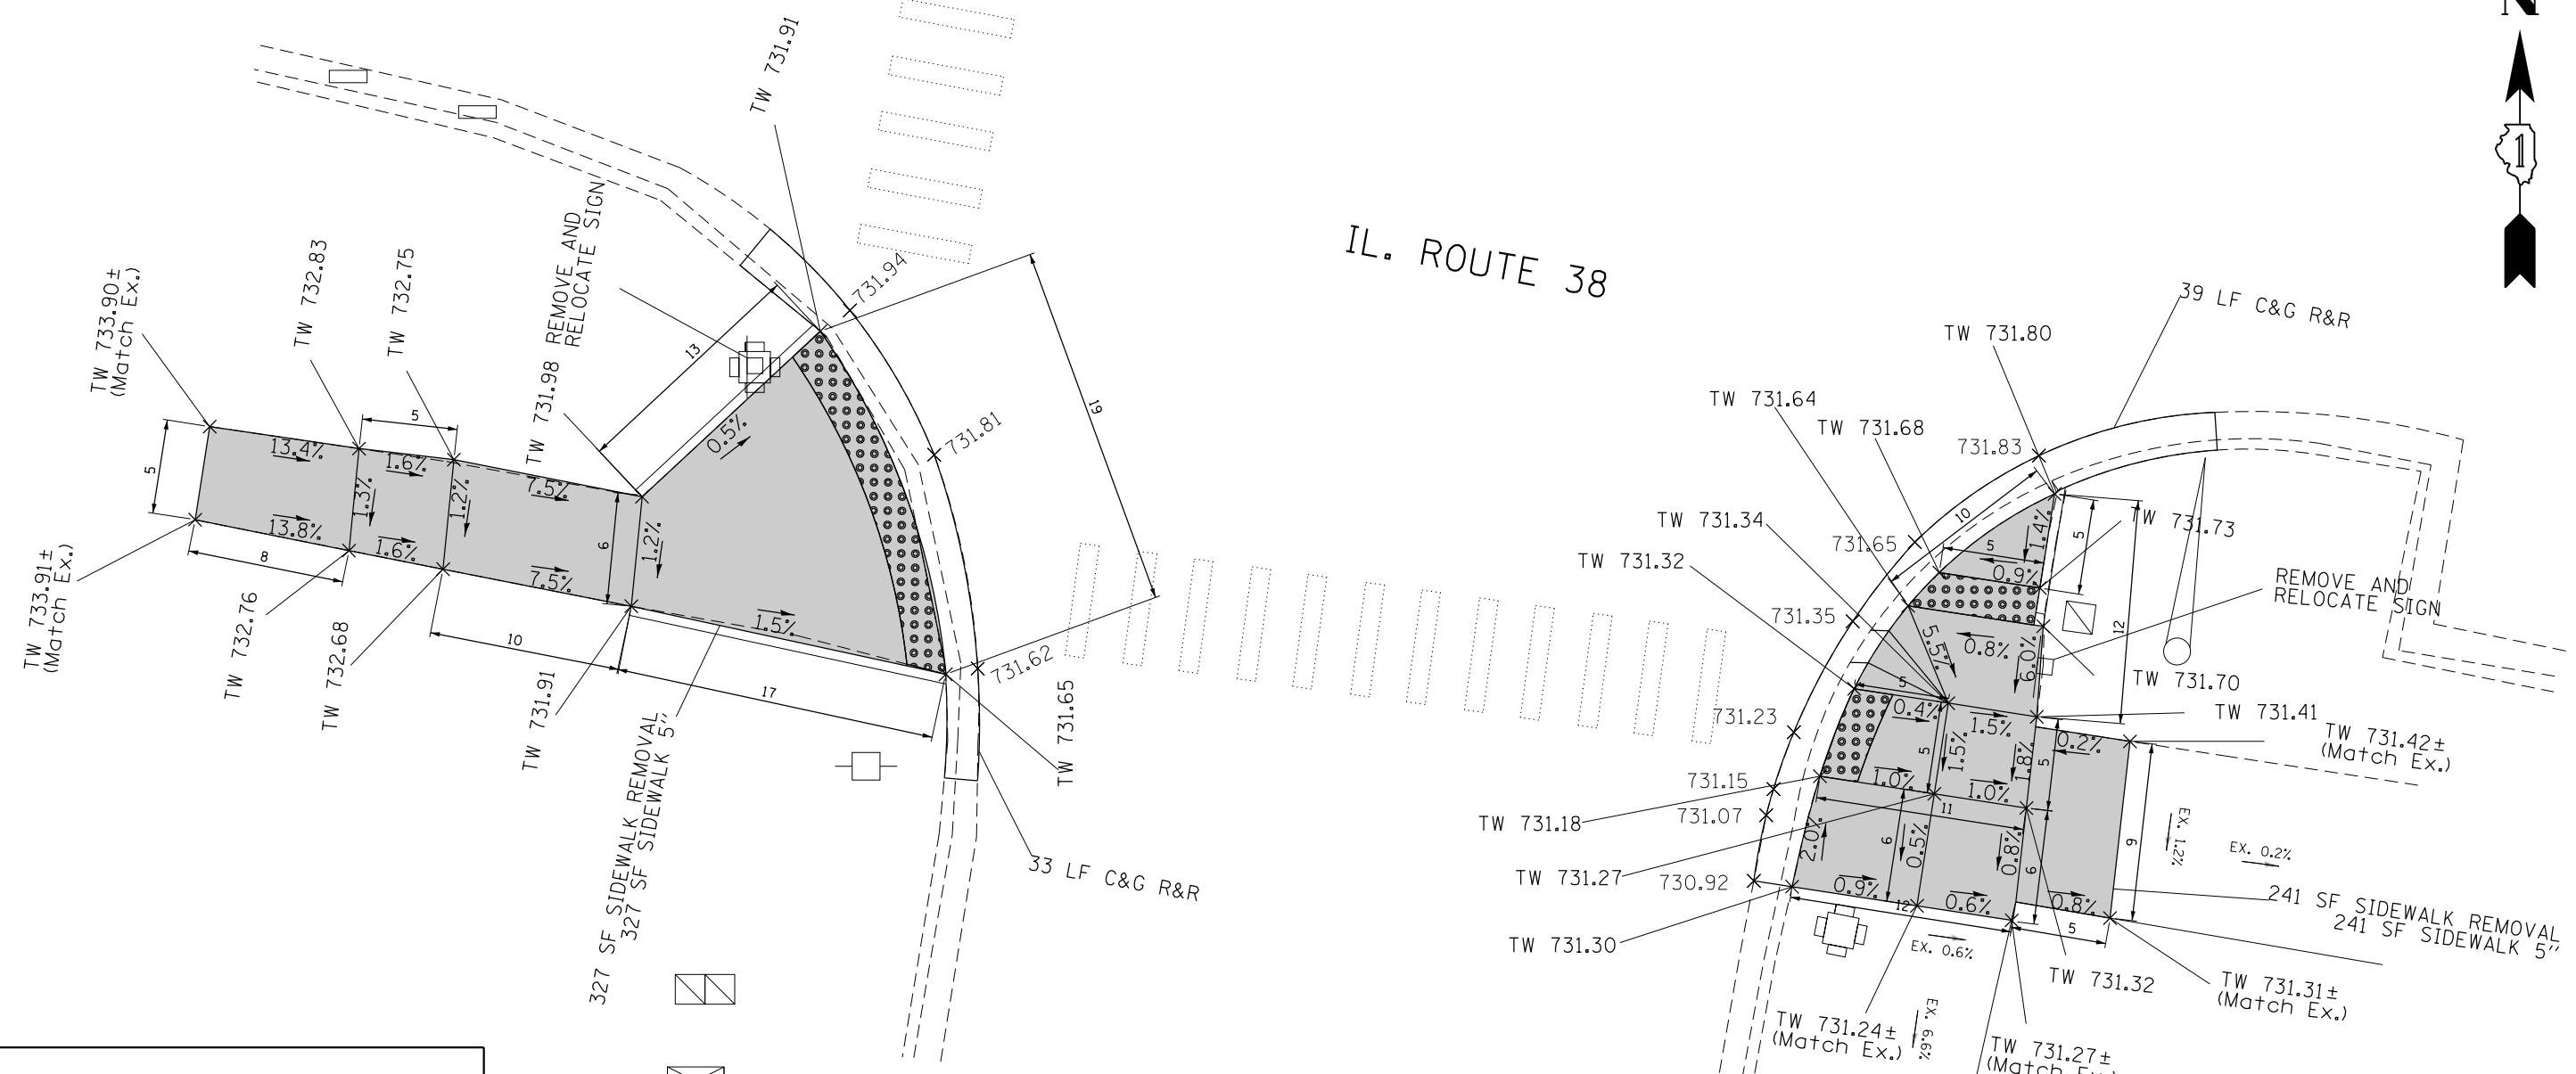 N
1
IL. ROUTE 38
TW 731.91
731.94
REMOVE AND
RELOCATE SIGN
TW 732.83
TW 732.75
TW 733.90±
(Match Ex.)
TW 731.98
13
19
731.81
0.5%
5
5
13.4%
1.6%
7.5%
1.3%
1.2%
1.2%
6
13.8%
1.6%
7.5%
1.5%
8
10
17
TW 733.91±
(Match Ex.)
TW 732.76
TW 732.68
TW 731.91
327 SF SIDEWALK REMOVAL
327 SF SIDEWALK 5"
731.62
TW 731.65
33 LF C&G R&R
39 LF C&G R&R
TW 731.80
TW 731.64
TW 731.68
731.83
TW 731.34
731.65
10
5
1.4%
5
TW 731.73
0.9%
12
TW 731.32
731.35
REMOVE AND
RELOCATE SIGN
5.5%
0.8%
6.0%
TW 731.70
5
731.23
0.4%
1.5%
TW 731.41
TW 731.42±
(Match Ex.)
0.2%
5
1.5%
1.8%
5
731.15
1.0%
1.0%
11
TW 731.18
731.07
2.0%
6
0.5%
0.8%
6
9
EX. 1.2%
EX. 0.2%
TW 731.27
730.92
0.9%
12
0.6%
0.8%
5
241 SF SIDEWALK REMOVAL
241 SF SIDEWALK 5"
TW 731.30
EX. 0.6%
TW 731.32
TW 731.31±
(Match Ex.)
TW 731.24±
(Match Ex.)
EX. 6.6%
TW 731.27±
(Match Ex.)